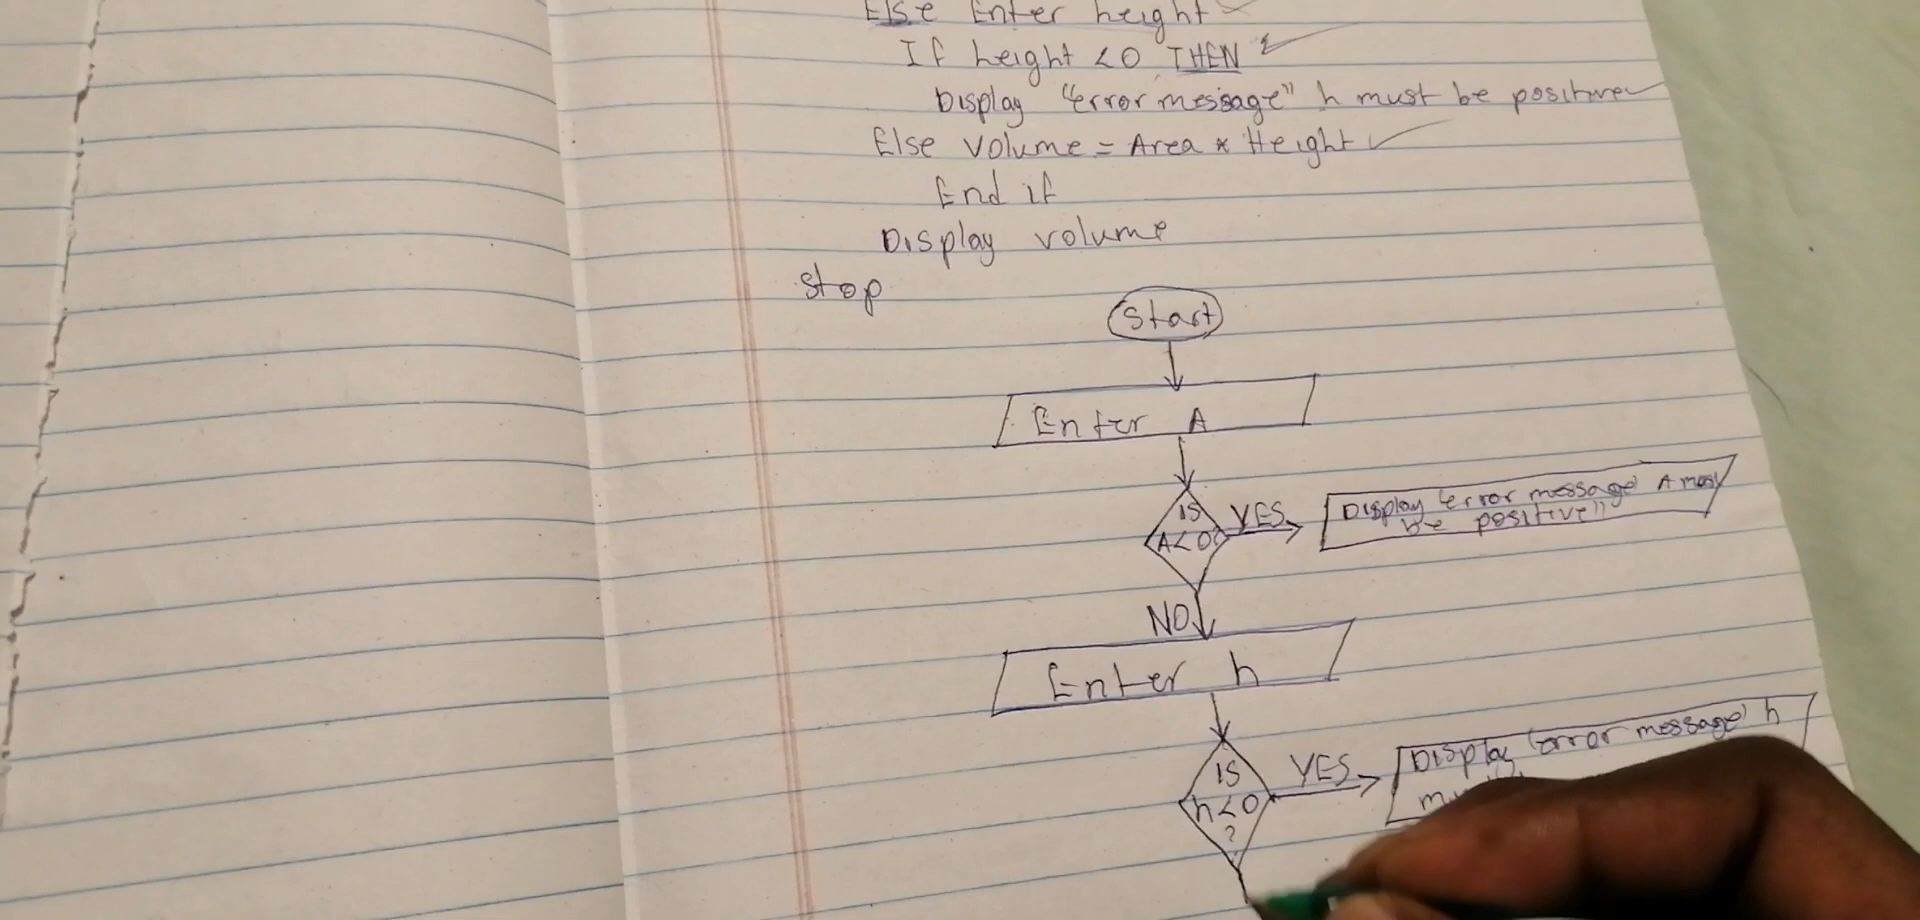 Else Enter height
If height <0 THEN
Display "error message" h must be positive
Else volume = Area * Height
End if
Display volume
Stop
Start
Enter A
IS
A<0?
YES
Display "error message" A must
be positive"
NO
Enter h
IS
h<0
?
YES
Display "error message" h